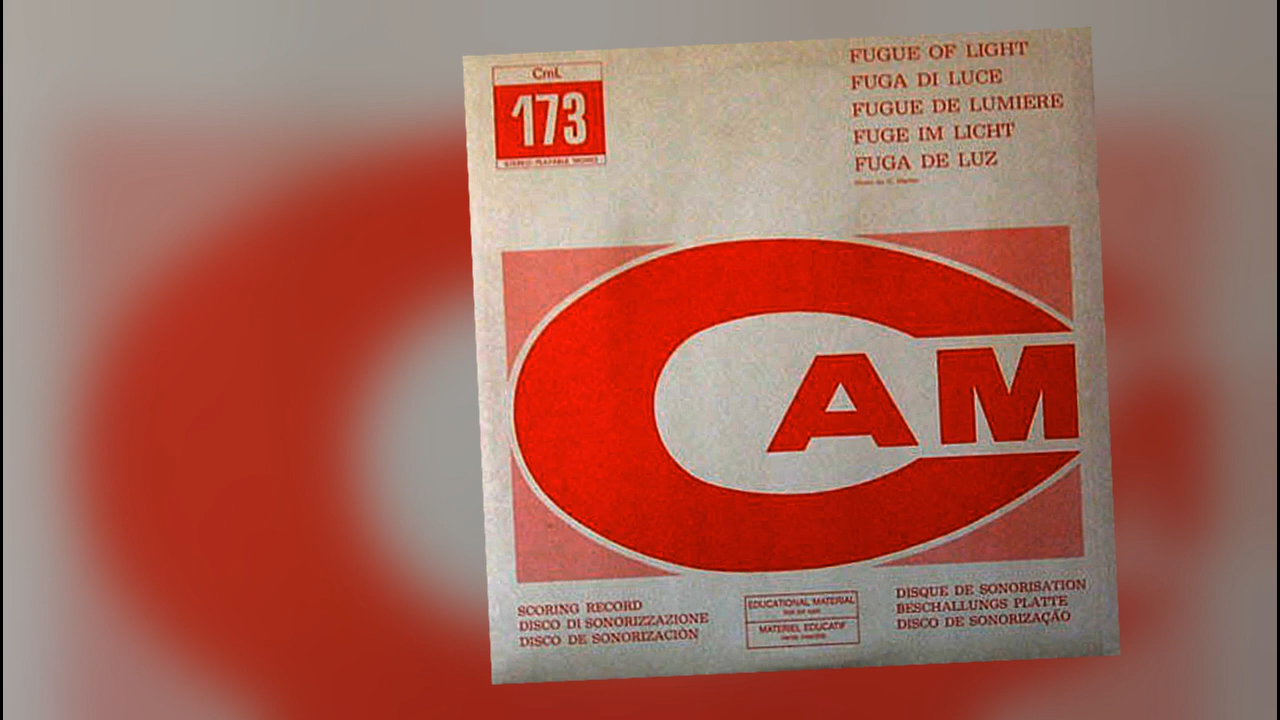 CmL
173
STEREO PLAYABLE MONO
FUGUE OF LIGHT
FUGA DI LUCE
FUGUE DE LUMIERE
FUGE IM LICHT
FUGA DE LUZ
CAM
SCORING RECORD
DISCO DI SONORIZZAZIONE
DISCO DE SONORIZACIÓN
EDUCATIONAL MATERIAL
MATERIEL EDUCATIF
DISQUE DE SONORISATION
BESCHALLUNGS PLATTE
DISCO DE SONORIZAÇÃO